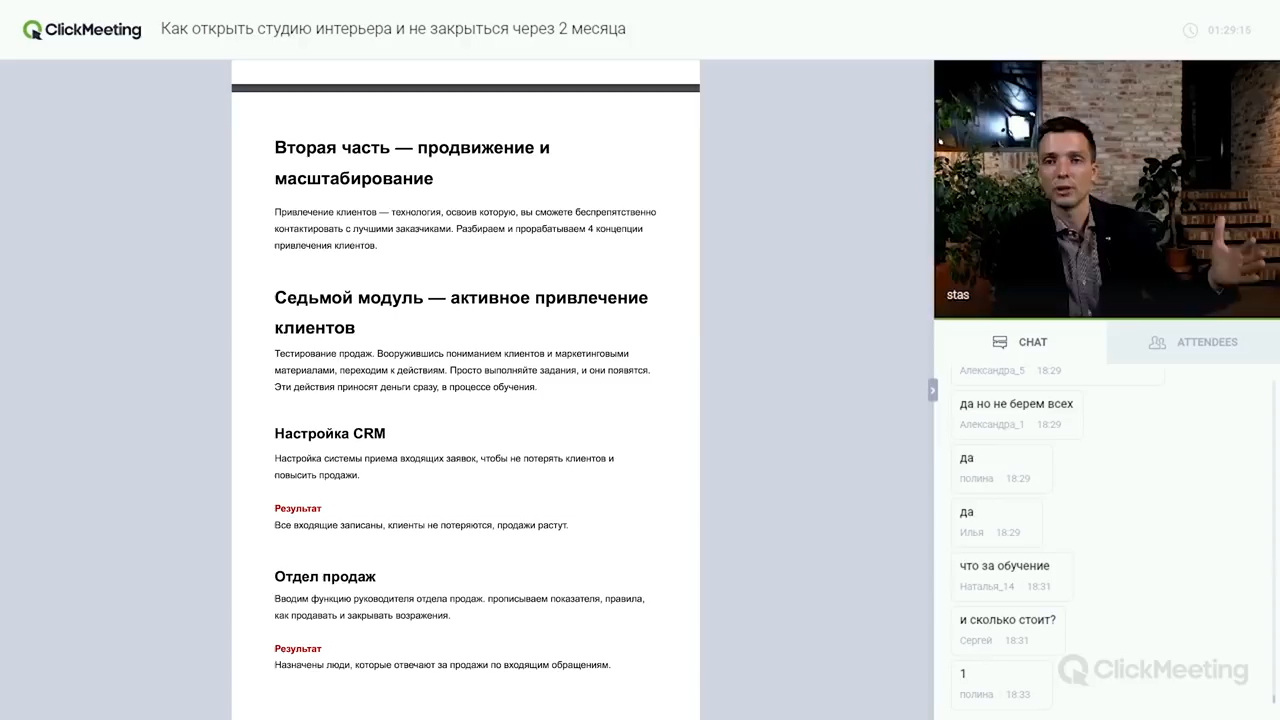 ClickMeeting
Как открыть студию интерьера и не закрыться через 2 месяца
01:29:15
Вторая часть — продвижение и
масштабирование
Привлечение клиентов — технология, освоив которую, вы сможете беспрепятственно
контактировать с лучшими заказчиками. Разбираем и прорабатываем 4 концепции
привлечения клиентов.
Седьмой модуль — активное привлечение
клиентов
Тестирование продаж. Вооружившись пониманием клиентов и маркетинговыми
материалами, переходим к действиям. Просто выполняйте задания, и они появятся.
Эти действия приносят деньги сразу, в процессе обучения.
Настройка CRM
Настройка системы приема входящих заявок, чтобы не потерять клиентов и
повысить продажи.
Результат
Все входящие записаны, клиенты не потеряются, продажи растут.
Отдел продаж
Вводим функцию руководителя отдела продаж. прописываем показателя, правила,
как продавать и закрывать возражения.
Результат
Назначены люди, которые отвечают за продажи по входящим обращениям.
stas
CHAT
ATTENDEES
Александра_5 18:29
да но не берем всех
Александра_1 18:29
да
полина 18:29
да
Илья 18:29
что за обучение
Наталья_14 18:31
и сколько стоит?
Сергей 18:31
1
полина 18:33
ClickMeeting